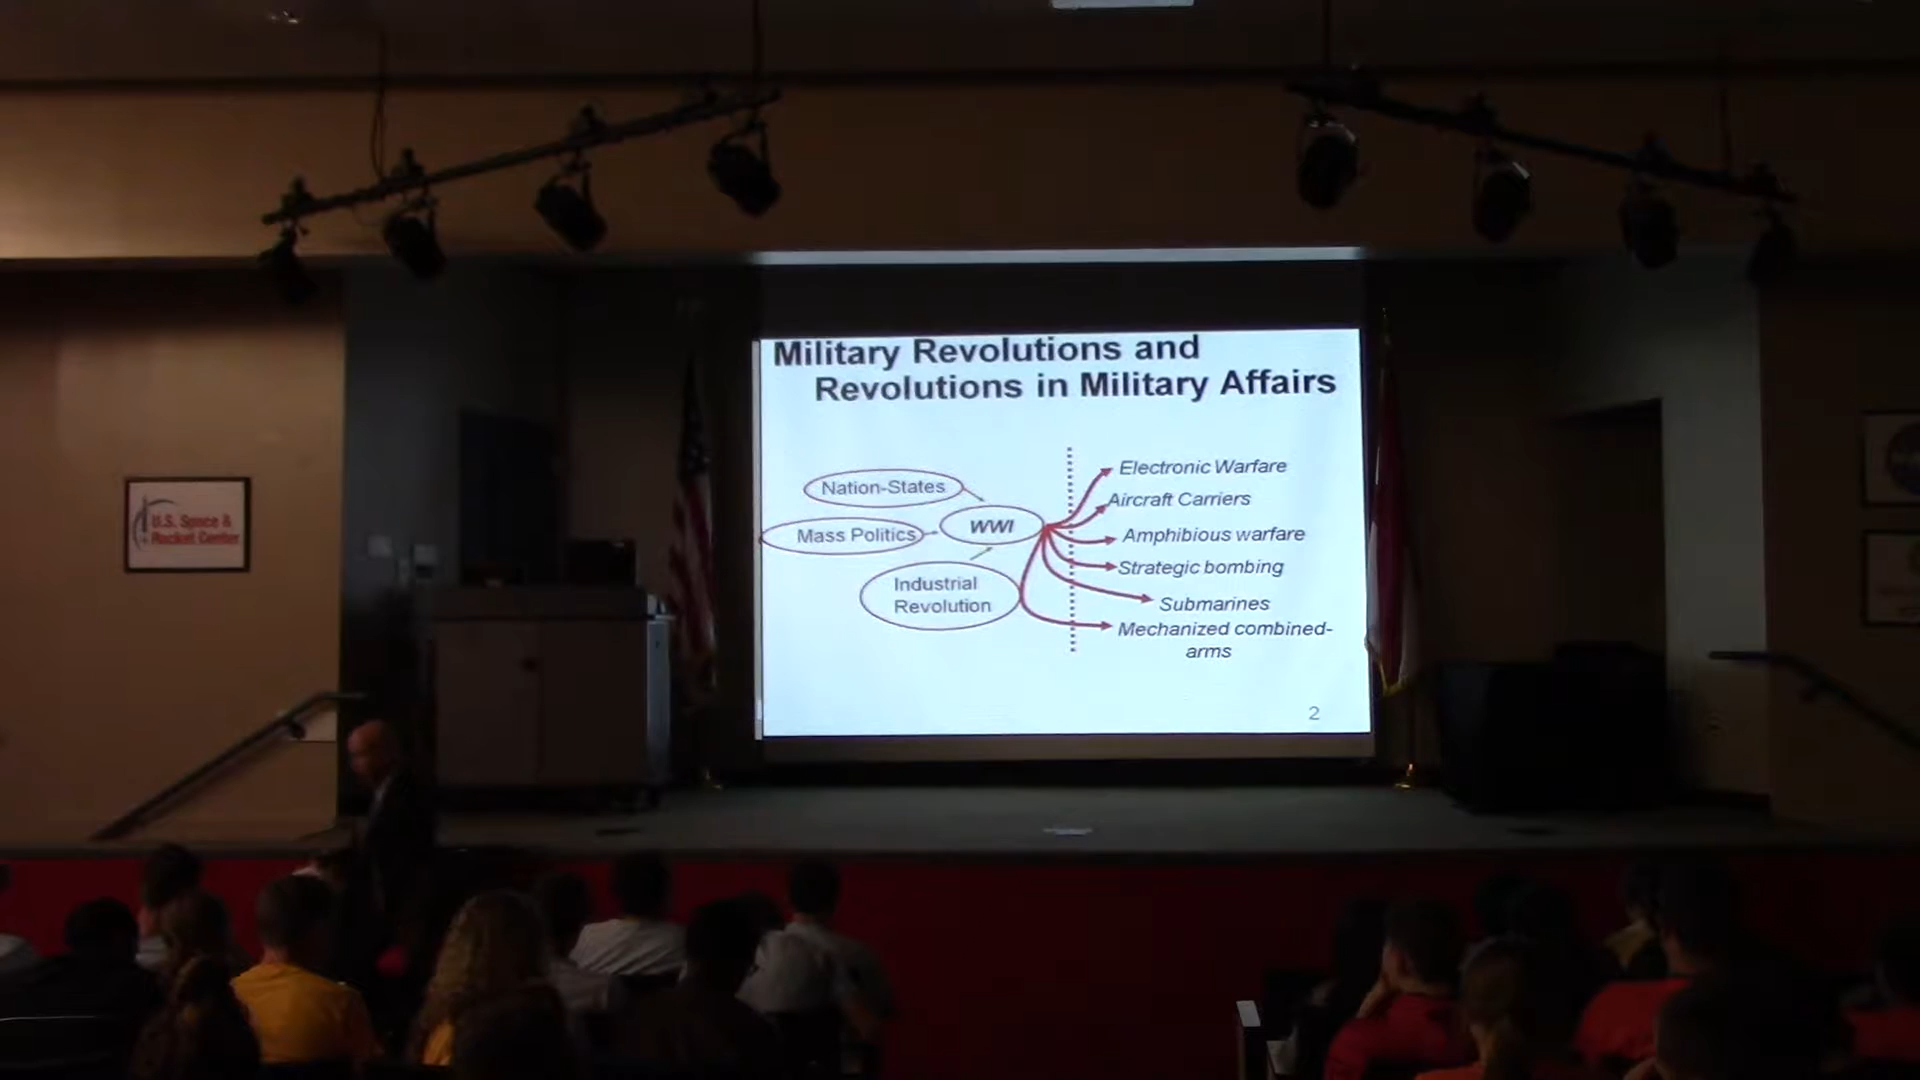 Military Revolutions and
Revolutions in Military Affairs
Nation-States
Mass Politics
WWI
Industrial
Revolution
Electronic Warfare
Aircraft Carriers
Amphibious warfare
Strategic bombing
Submarines
Mechanized combined-
arms
2
U.S. Space &
Rocket Center